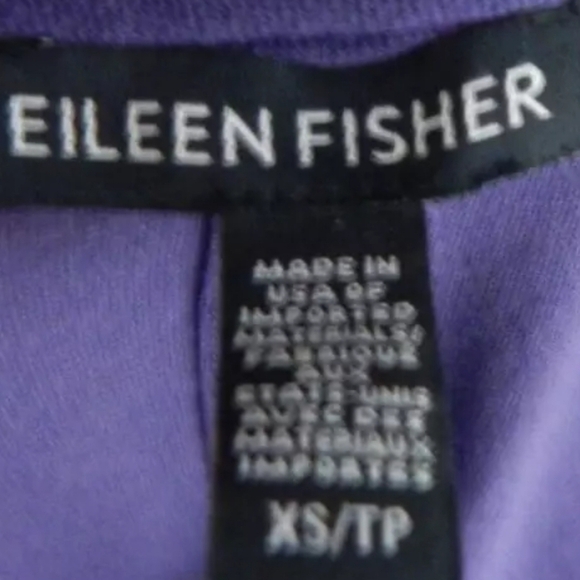 EILEEN FISHER
MADE IN
USA OF
IMPORTED
MATERIALS/
FABRIQUE
AUX
ETATS-UNIS
AVEC DES
MATERIAUX
IMPORTES
XS/TP